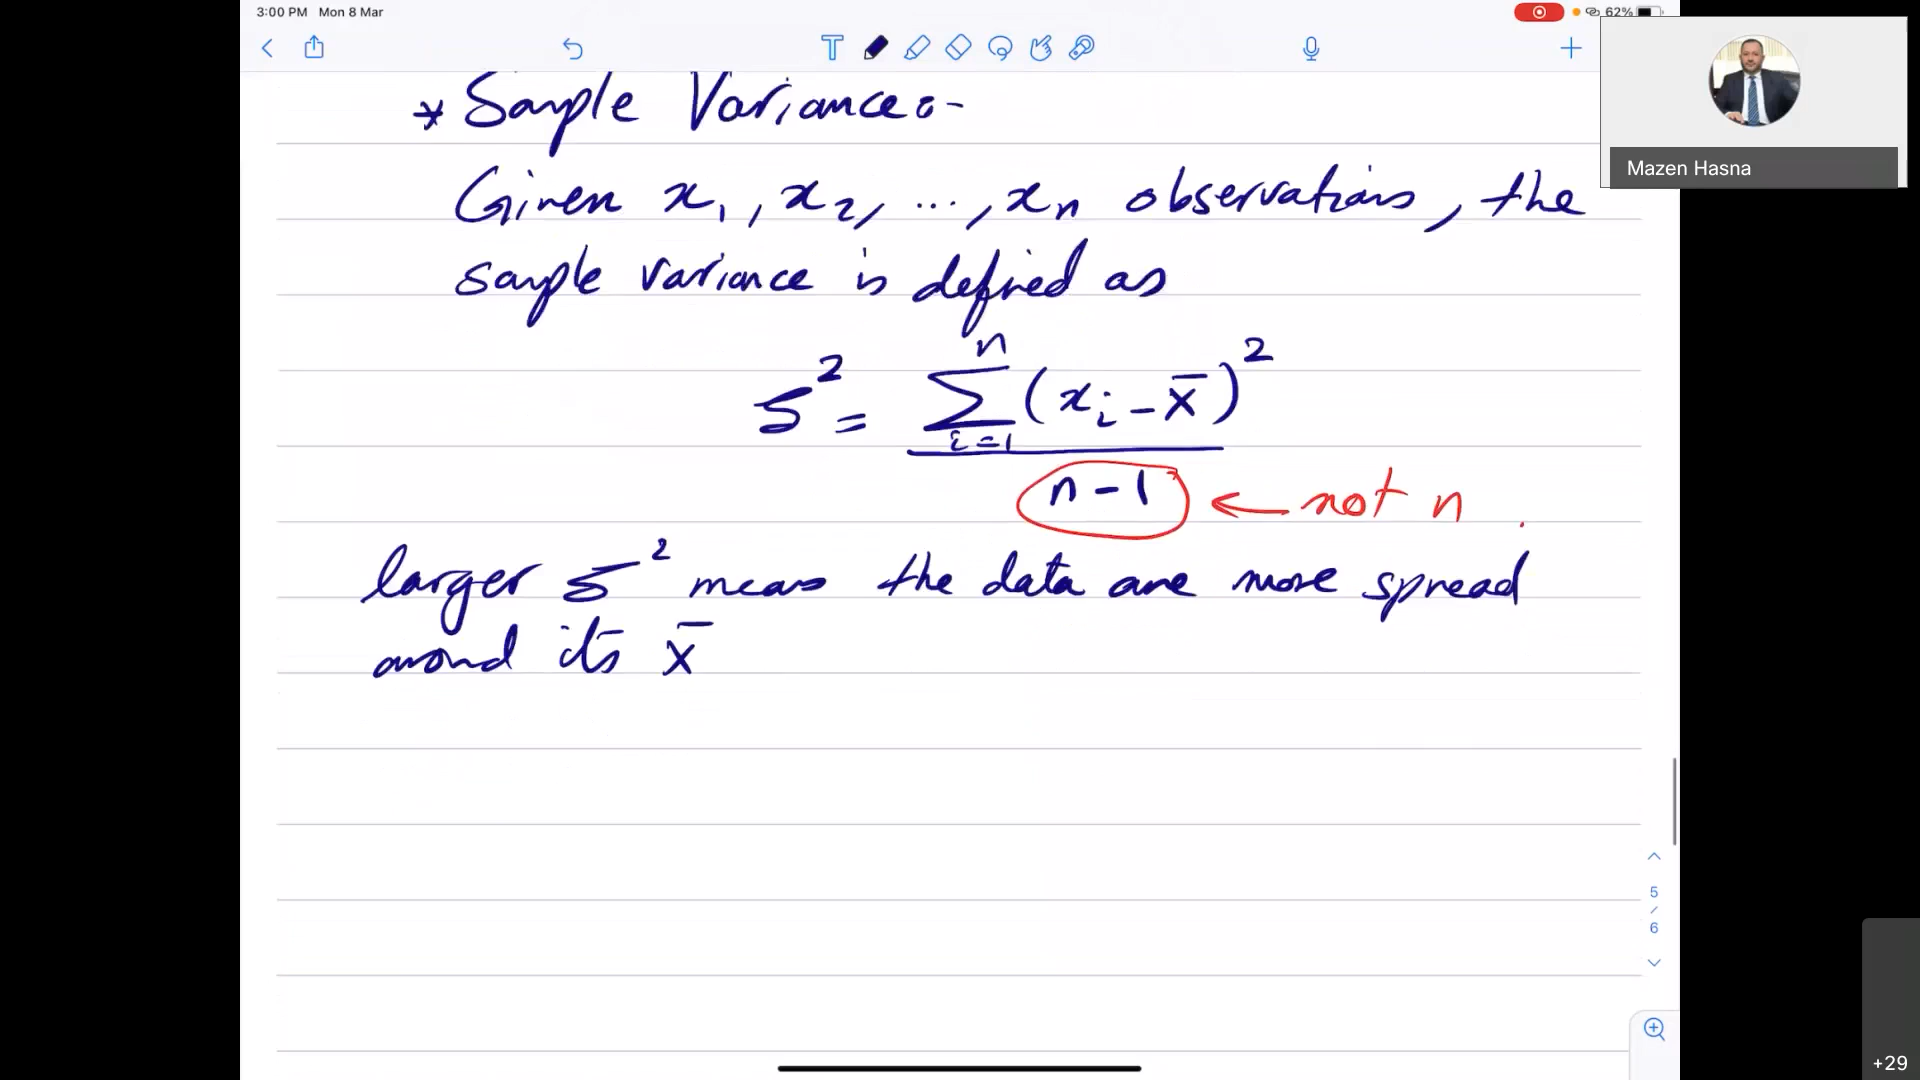 3:00 PM Mon 8 Mar
62%
Mazen Hasna
* Sample Variance:-
Given x₁, x₂, ..., xₙ observations, the
sample variance is defined as
S² = ∑ᵢ₌₁ⁿ (xᵢ - x̄)² / (n - 1) ← not n.
larger S² means the data are more spread
around its x̄
5
/
6
+29